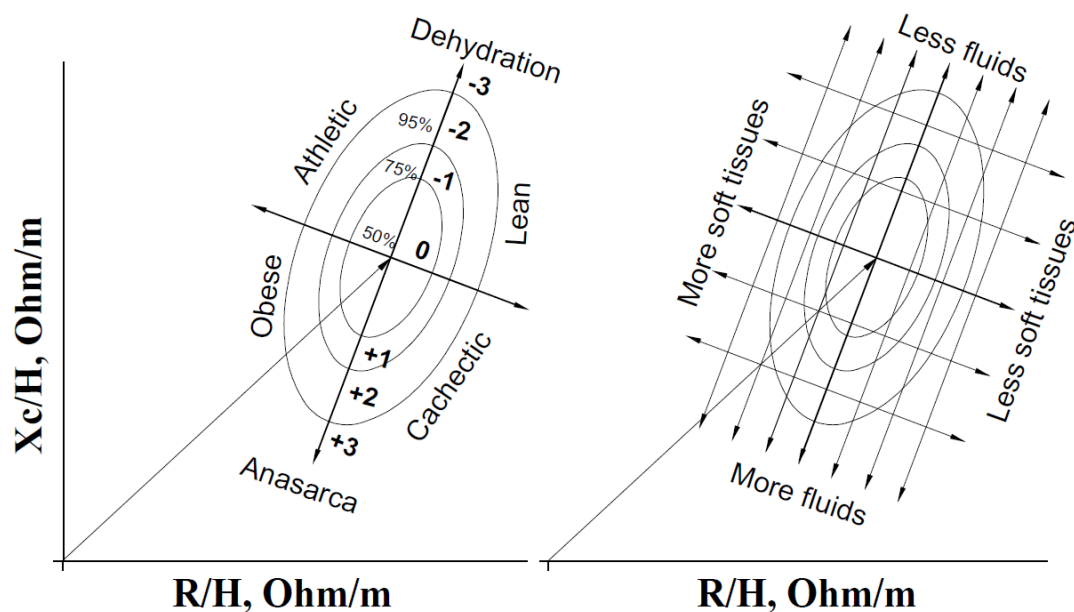 Dehydration
-3
95%
-2
Athletic
75%
-1
Lean
50%
0
Obese
+1
+2
Cachectic
+3
Anasarca
Xc/H, Ohm/m
R/H, Ohm/m
Less fluids
More soft tissues
Less soft tissues
More fluids
R/H, Ohm/m